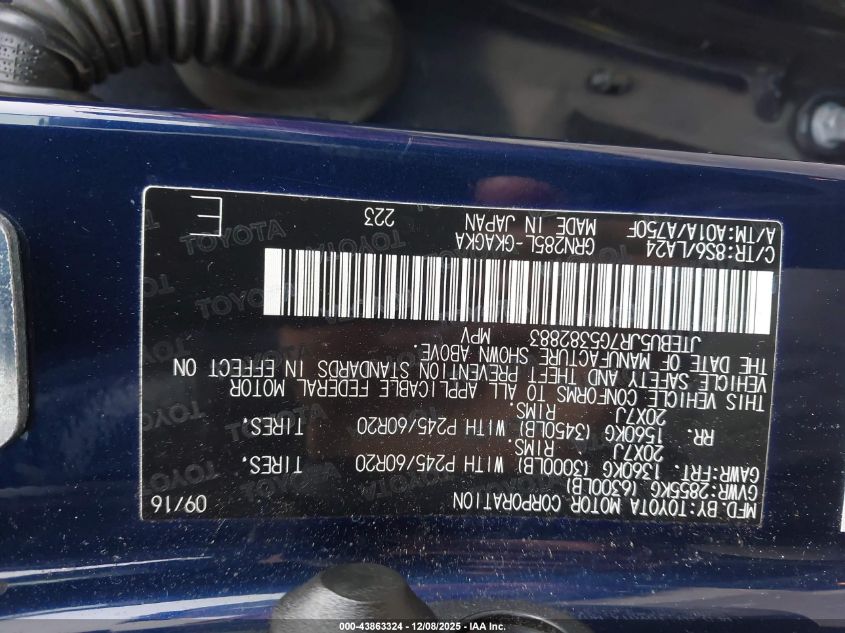 MFD. BY:TOYOTA MOTOR CORPORATION 09/16
GVWR:2855KG (6300LB)
GAWR:FRT. 1360KG (3000LB) WITH P245/60R20 TIRES.
20X7J RIMS.
RR. 1560KG (3450LB) WITH P245/60R20 TIRES.
20X7J RIMS.
THIS VEHICLE CONFORMS TO ALL APPLICABLE FEDERAL MOTOR
VEHICLE SAFETY AND THEFT PREVENTION STANDARDS IN EFFECT ON
THE DATE OF MANUFACTURE SHOWN ABOVE.
JTEBU5JR7G5382883 MPV
C/TR:8S6/LA24 GRN285L-GKAGKA
A/TM:A01A/A750F MADE IN JAPAN 223 E
TOYOTA
000-43863324 - 12/08/2025 - IAA Inc.